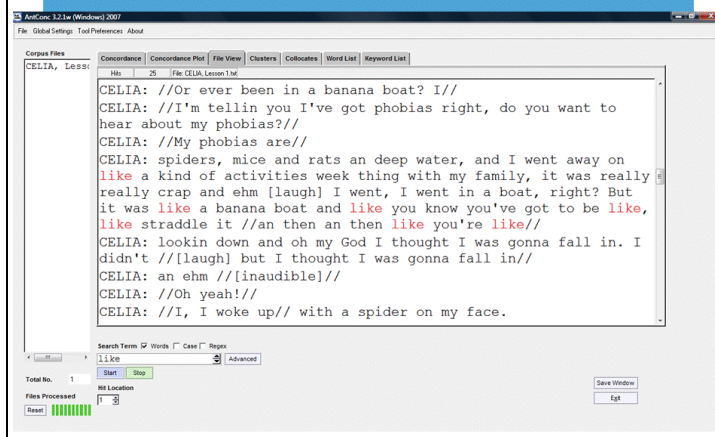 AntConc 3.2.1w (Windows) 2007
File Global Settings Tool Preferences About
Corpus Files
CELIA,Less
Concordance Concordance Plot File View Clusters Collocates Word List Keyword List
Hits 25 File: CELIA, Lesson 1.txt
CELIA: //Or ever been in a banana boat? I//
CELIA: //I'm tellin you I've got phobias right, do you want to
hear about my phobias?//
CELIA: //My phobias are//
CELIA: spiders, mice and rats an deep water, and I went away on
like a kind of activities week thing with my family, it was really
really crap and ehm [laugh] I went, I went in a boat, right? But
it was like a banana boat and like you know you've got to be like,
like straddle it //an then an then like you're like//
CELIA: lookin down and oh my God I thought I was gonna fall in. I
didn't //[laugh] but I thought I was gonna fall in//
CELIA: an ehm //[inaudible]//
CELIA: //Oh yeah!//
CELIA: //I, I woke up// with a spider on my face.
Search Term Words Case Regex
like Advanced
Start Stop
Total No. 1
Hit Location
1
Files Processed
Reset
Save Window
Exit